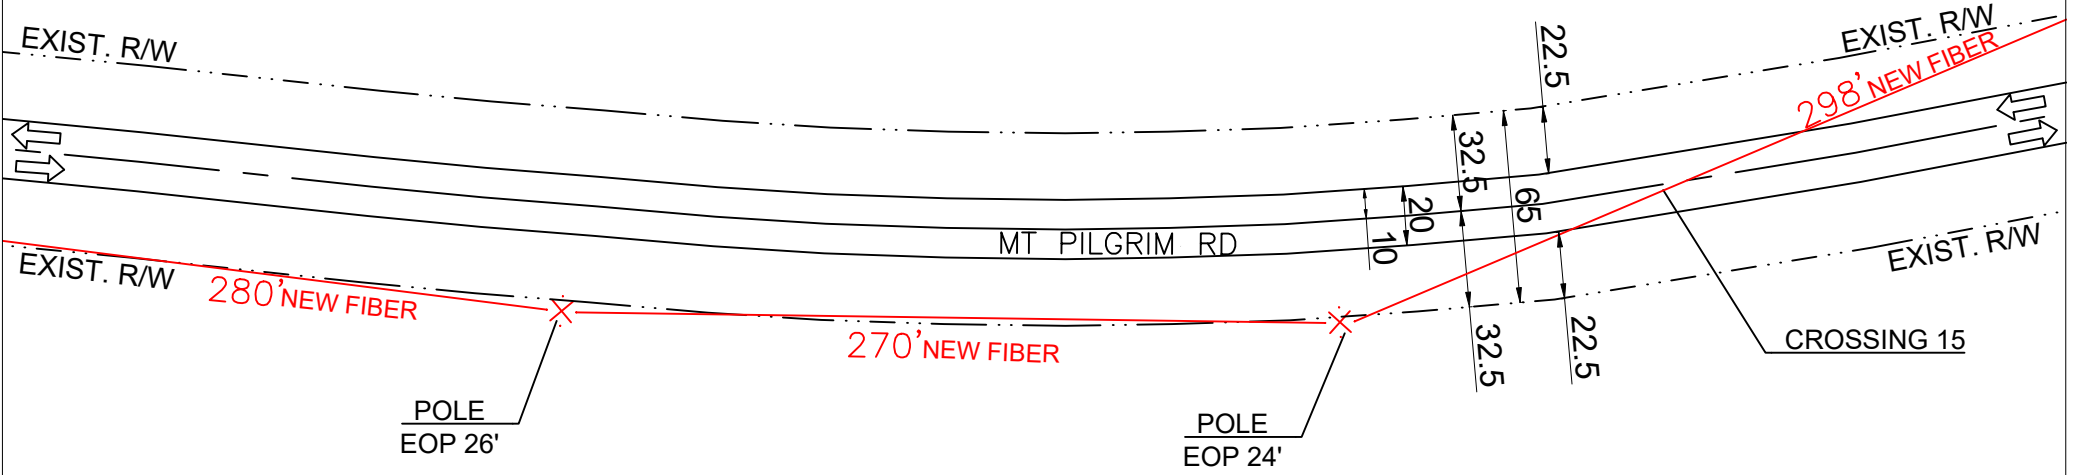 EXIST. R/W
22.5
EXIST. R/W
298' NEW FIBER
32.5
65
20
10
MT PILGRIM RD
EXIST. R/W
280' NEW FIBER
270' NEW FIBER
32.5
22.5
EXIST. R/W
CROSSING 15
POLE
EOP 26'
POLE
EOP 24'